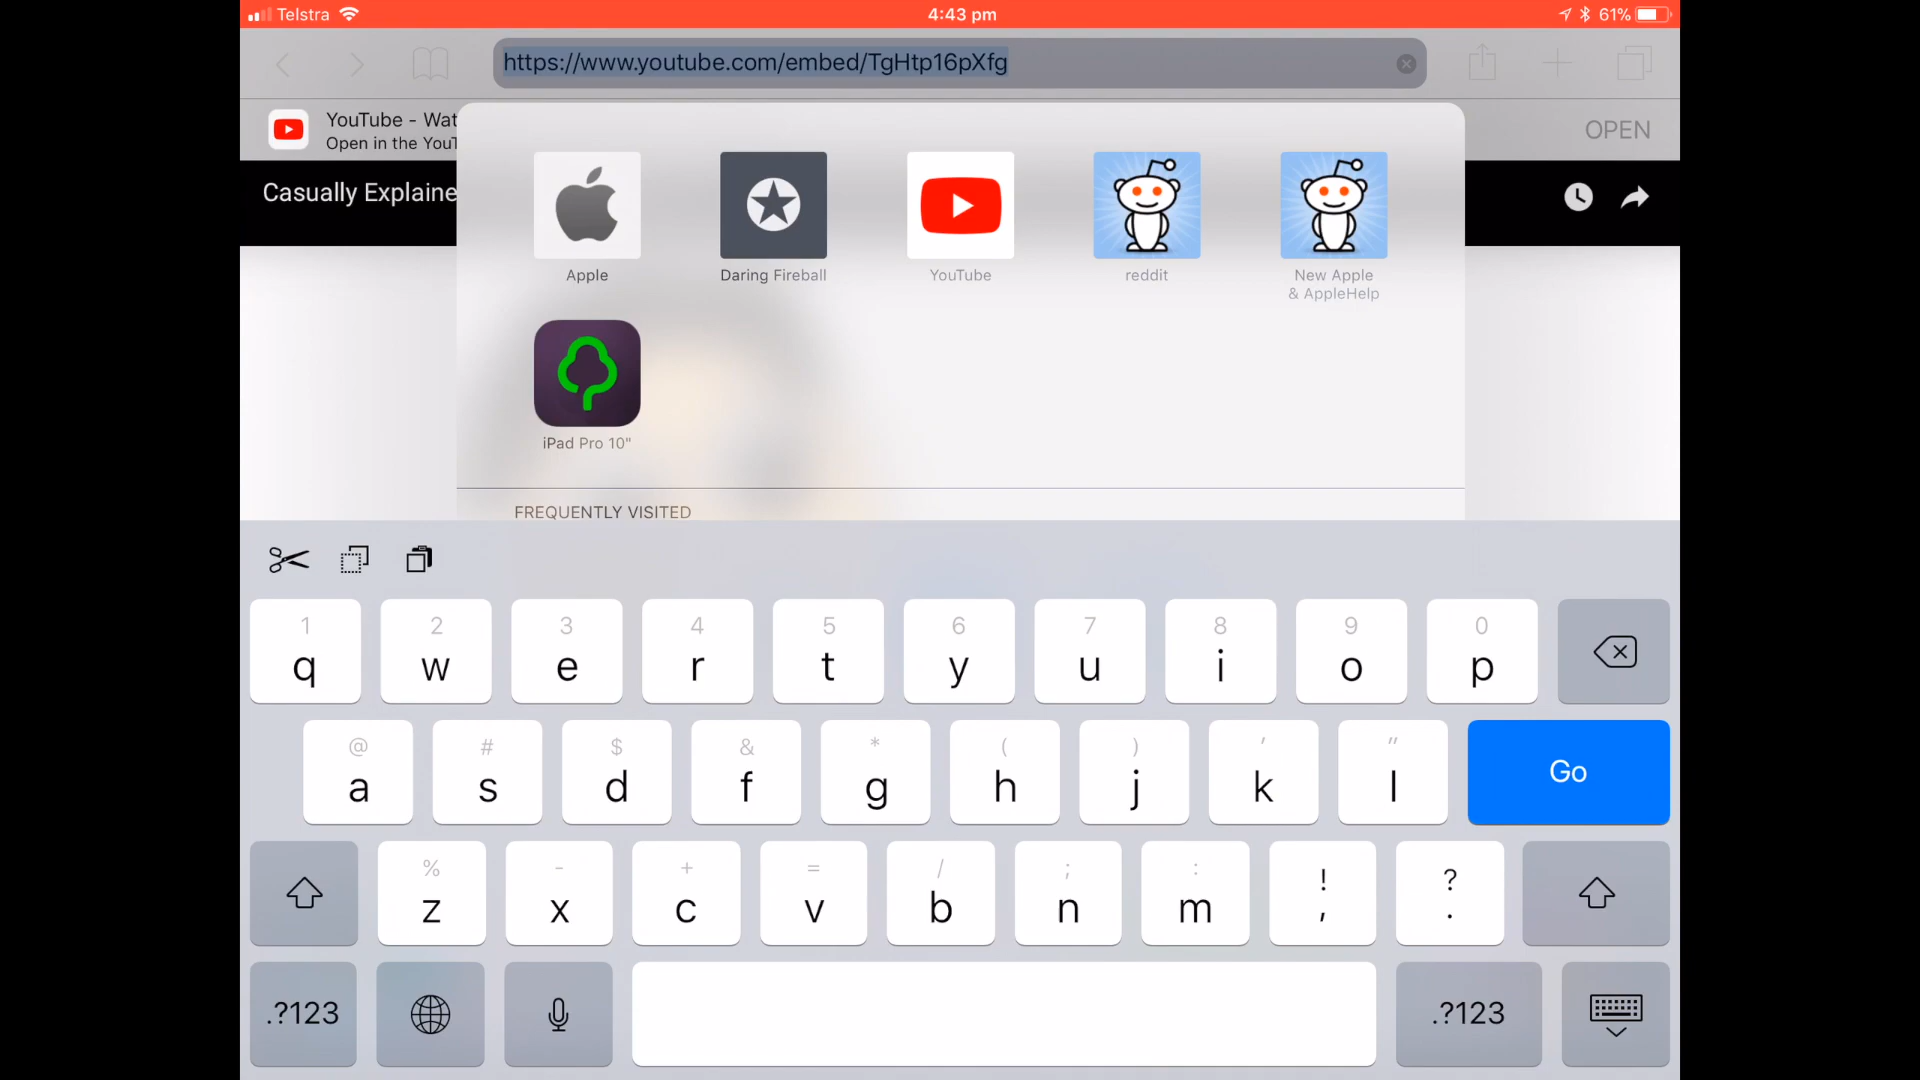 Telstra
4:43 pm
61%
https://www.youtube.com/embed/TgHtp16pXfg
YouTube - Wat
Open in the YouT
OPEN
Casually Explaine
Apple
Daring Fireball
YouTube
reddit
New Apple
& AppleHelp
iPad Pro 10"
FREQUENTLY VISITED
1 2 3 4 5 6 7 8 9 0
q w e r t y u i o p
@ # $ & * ( ) ' "
a s d f g h j k l
Go
% - + = / ; : ! ?
z x c v b n m , .
.?123
.?123